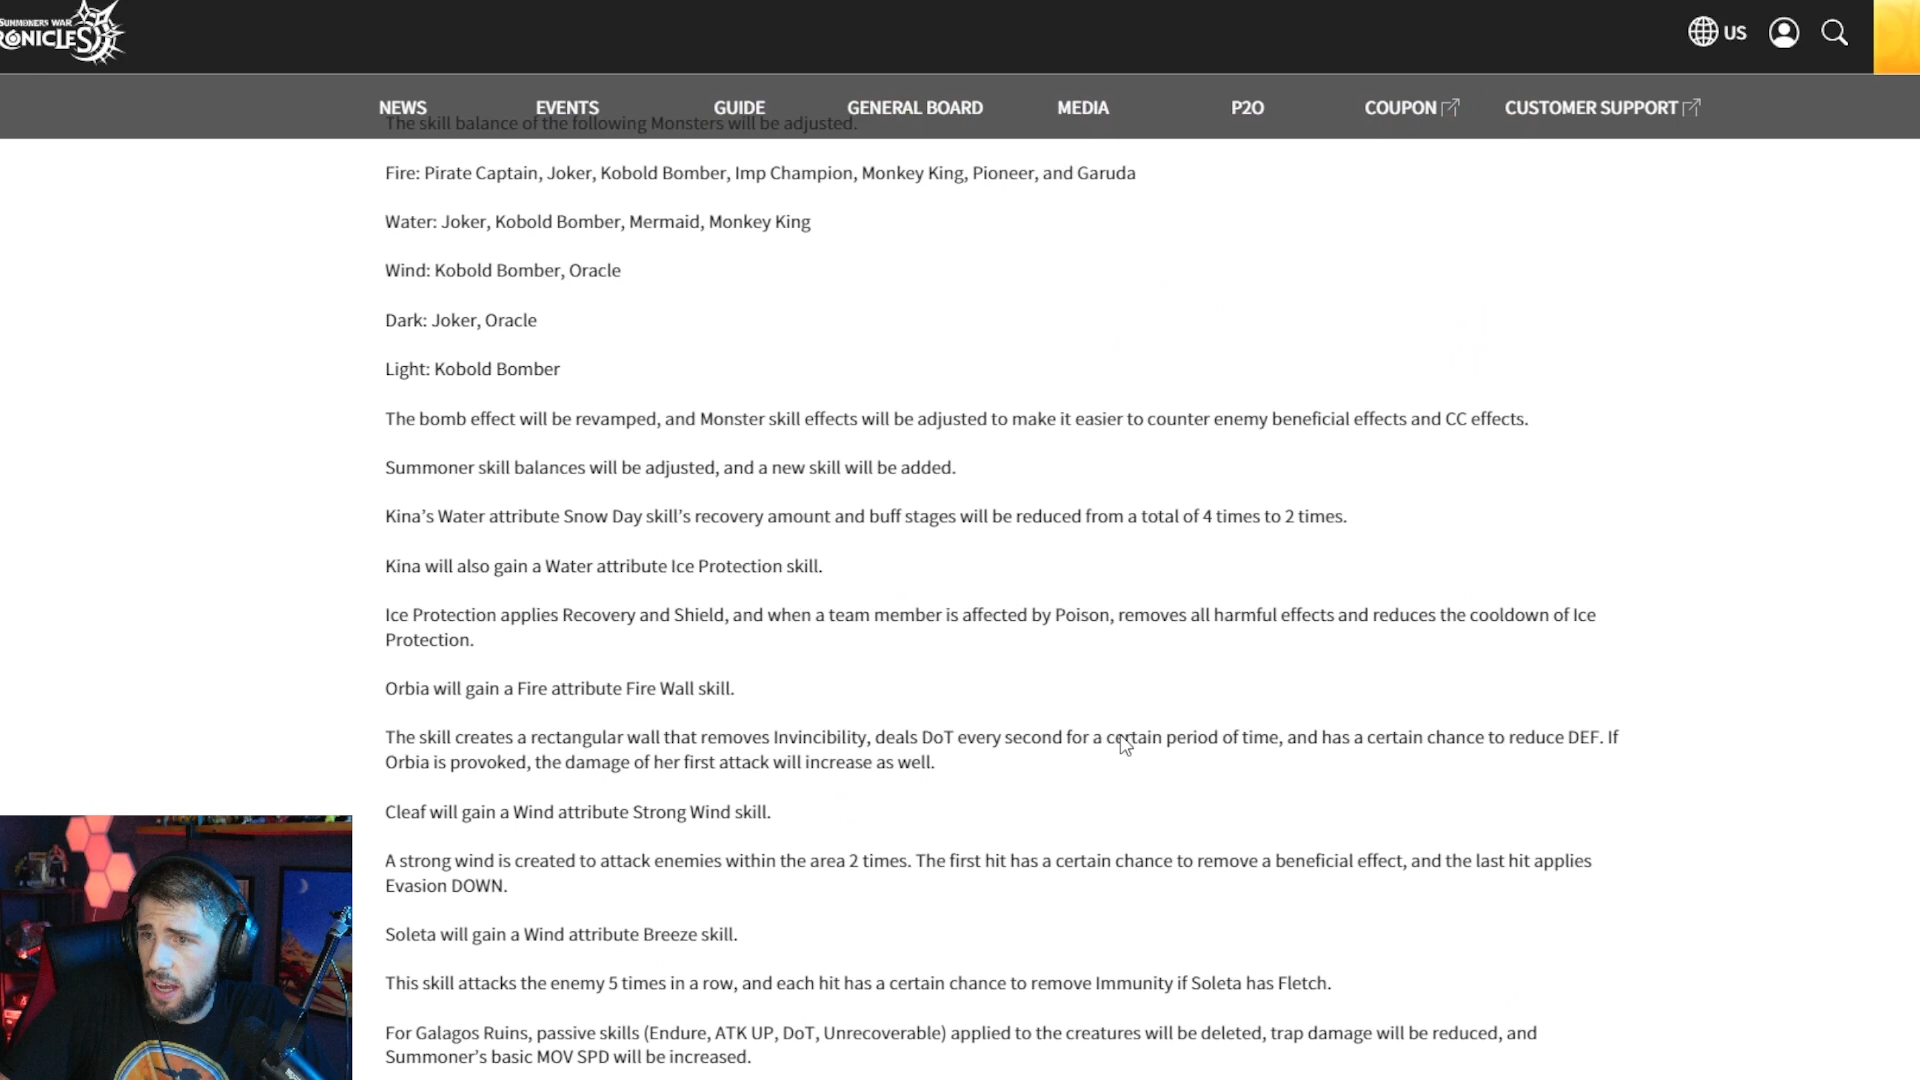 SUMMONERS WAR
CHRONICLES
US
NEWS EVENTS GUIDE GENERAL BOARD MEDIA P2O COUPON CUSTOMER SUPPORT
The skill balance of the following Monsters will be adjusted.
Fire: Pirate Captain, Joker, Kobold Bomber, Imp Champion, Monkey King, Pioneer, and Garuda
Water: Joker, Kobold Bomber, Mermaid, Monkey King
Wind: Kobold Bomber, Oracle
Dark: Joker, Oracle
Light: Kobold Bomber
The bomb effect will be revamped, and Monster skill effects will be adjusted to make it easier to counter enemy beneficial effects and CC effects.
Summoner skill balances will be adjusted, and a new skill will be added.
Kina’s Water attribute Snow Day skill’s recovery amount and buff stages will be reduced from a total of 4 times to 2 times.
Kina will also gain a Water attribute Ice Protection skill.
Ice Protection applies Recovery and Shield, and when a team member is affected by Poison, removes all harmful effects and reduces the cooldown of Ice
Protection.
Orbia will gain a Fire attribute Fire Wall skill.
The skill creates a rectangular wall that removes Invincibility, deals DoT every second for a certain period of time, and has a certain chance to reduce DEF. If
Orbia is provoked, the damage of her first attack will increase as well.
Cleaf will gain a Wind attribute Strong Wind skill.
A strong wind is created to attack enemies within the area 2 times. The first hit has a certain chance to remove a beneficial effect, and the last hit applies
Evasion DOWN.
Soleta will gain a Wind attribute Breeze skill.
This skill attacks the enemy 5 times in a row, and each hit has a certain chance to remove Immunity if Soleta has Fletch.
For Galagos Ruins, passive skills (Endure, ATK UP, DoT, Unrecoverable) applied to the creatures will be deleted, trap damage will be reduced, and
Summoner’s basic MOV SPD will be increased.